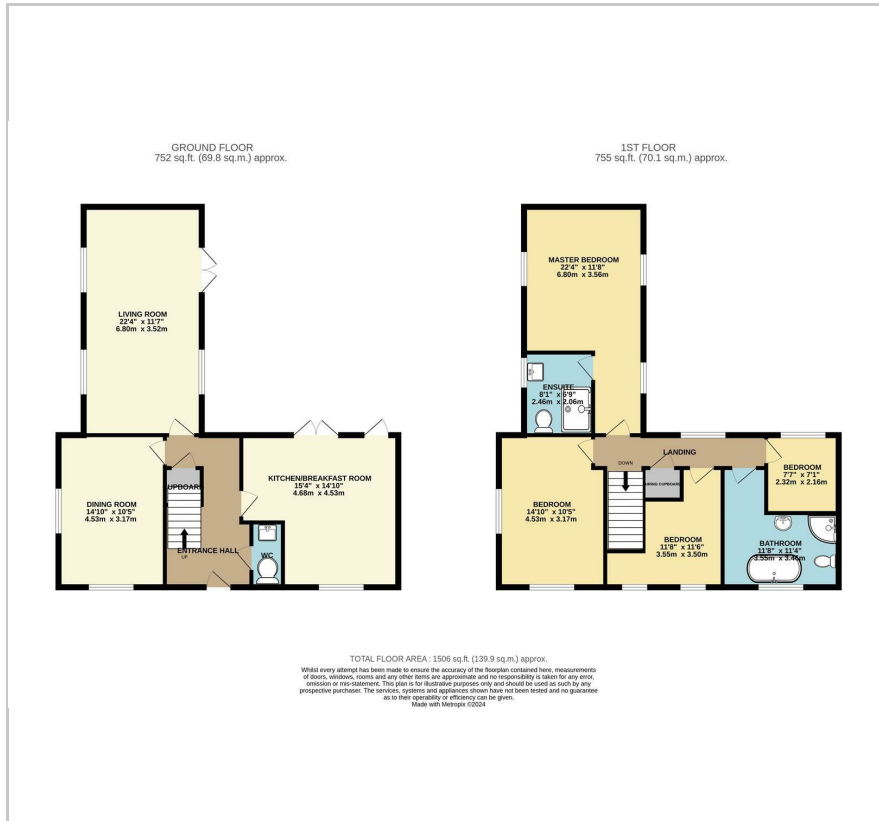 GROUND FLOOR
752 sq.ft. (69.8 sq.m.) approx.
LIVING ROOM
22'4" x 11'7"
6.80m x 3.52m
DINING ROOM
14'10" x 10'5"
4.53m x 3.17m
UPBOARD
UP
ENTRANCE HALL
WC
KITCHEN/BREAKFAST ROOM
15'4" x 14'10"
4.68m x 4.53m
1ST FLOOR
755 sq.ft. (70.1 sq.m.) approx.
MASTER BEDROOM
22'4" x 11'8"
6.80m x 3.56m
ENSUITE
8'1" x 6'9"
2.46m x 2.06m
LANDING
DOWN
AIRING CUPBOARD
BEDROOM
14'10" x 10'5"
4.53m x 3.17m
BEDROOM
11'8" x 11'6"
3.55m x 3.50m
BEDROOM
7'7" x 7'1"
2.32m x 2.16m
BATHROOM
11'8" x 11'4"
3.55m x 3.46m
TOTAL FLOOR AREA : 1506 sq.ft. (139.9 sq.m.) approx.
Whilst every attempt has been made to ensure the accuracy of the floorplan contained here, measurements
of doors, windows, rooms and any other items are approximate and no responsibility is taken for any error,
omission or mis-statement. This plan is for illustrative purposes only and should be used as such by any
prospective purchaser. The services, systems and appliances shown have not been tested and no guarantee
as to their operability or efficiency can be given.
Made with Metropix ©2024